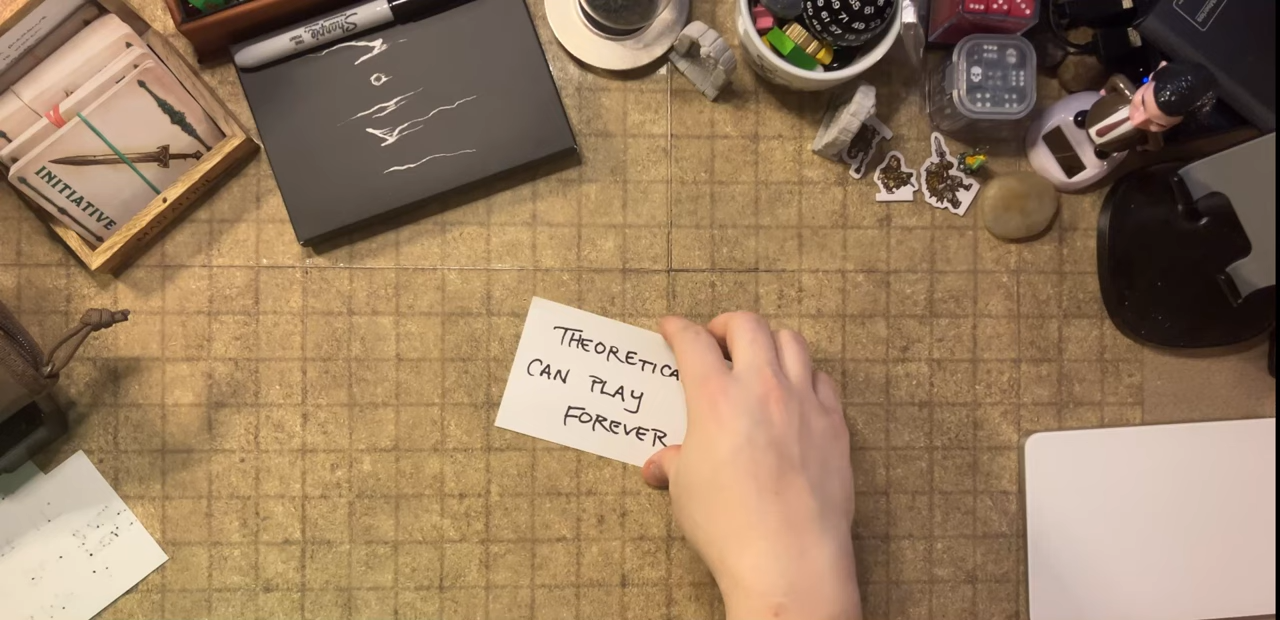 Sharpie
INITIATIVE
THEORETICA
CAN PLAY
FOREVER